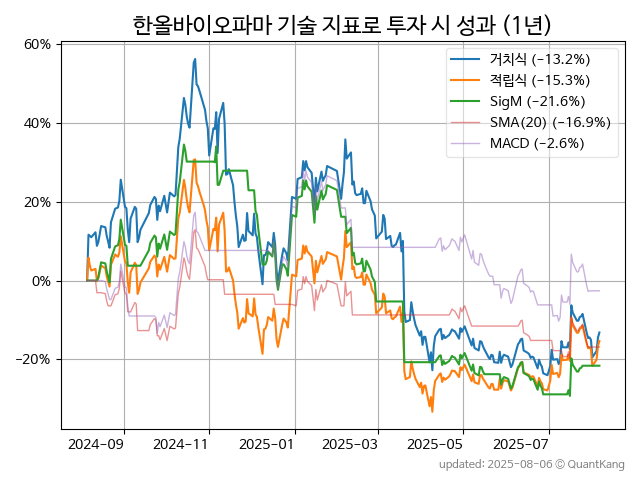 한올바이오파마 기술 지표로 투자 시 성과 (1년)
60%
40%
20%
0%
−20%
거치식 (−13.2%)
적립식 (−15.3%)
SigM (−21.6%)
SMA(20) (−16.9%)
MACD (−2.6%)
2024-09 2024-11 2025-01 2025-03 2025-05 2025-07
updated: 2025-08-06 © QuantKang